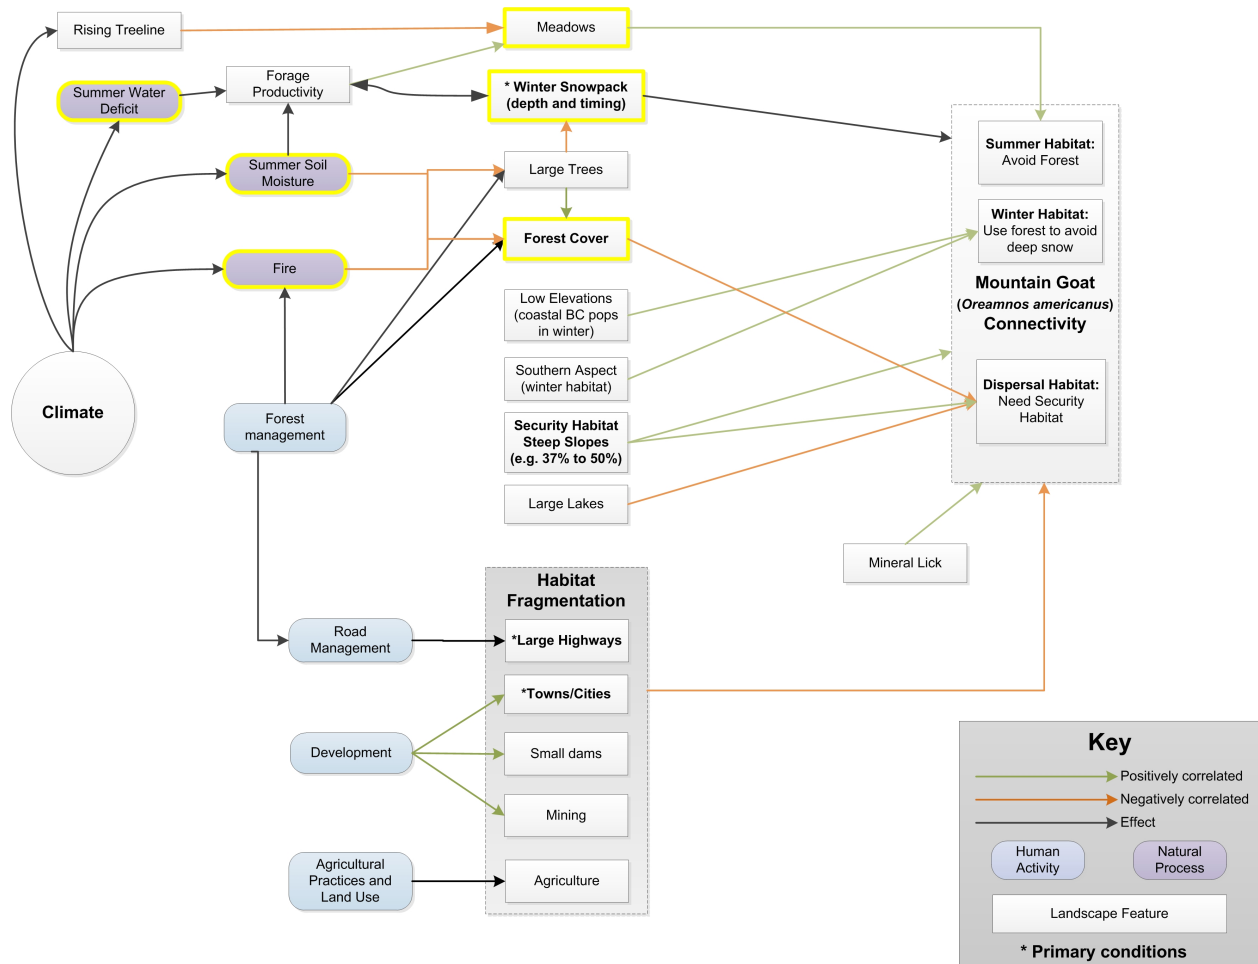 Rising Treeline
Meadows
Summer Water
Deficit
Forage
Productivity
* Winter Snowpack
(depth and timing)
Summer Soil
Moisture
Large Trees
Forest Cover
Fire
Low Elevations
(coastal BC pops
in winter)
Southern Aspect
(winter habitat)
Security Habitat
Steep Slopes
(e.g. 37% to 50%)
Large Lakes
Climate
Forest
management
Summer Habitat:
Avoid Forest
Winter Habitat:
Use forest to avoid
deep snow
Mountain Goat
(Oreamnos americanus)
Connectivity
Dispersal Habitat:
Need Security
Habitat
Mineral Lick
Habitat
Fragmentation
Road
Management
*Large Highways
*Towns/Cities
Development
Small dams
Mining
Agricultural
Practices and
Land Use
Agriculture
Key
Positively correlated
Negatively correlated
Effect
Human
Activity
Natural
Process
Landscape Feature
* Primary conditions